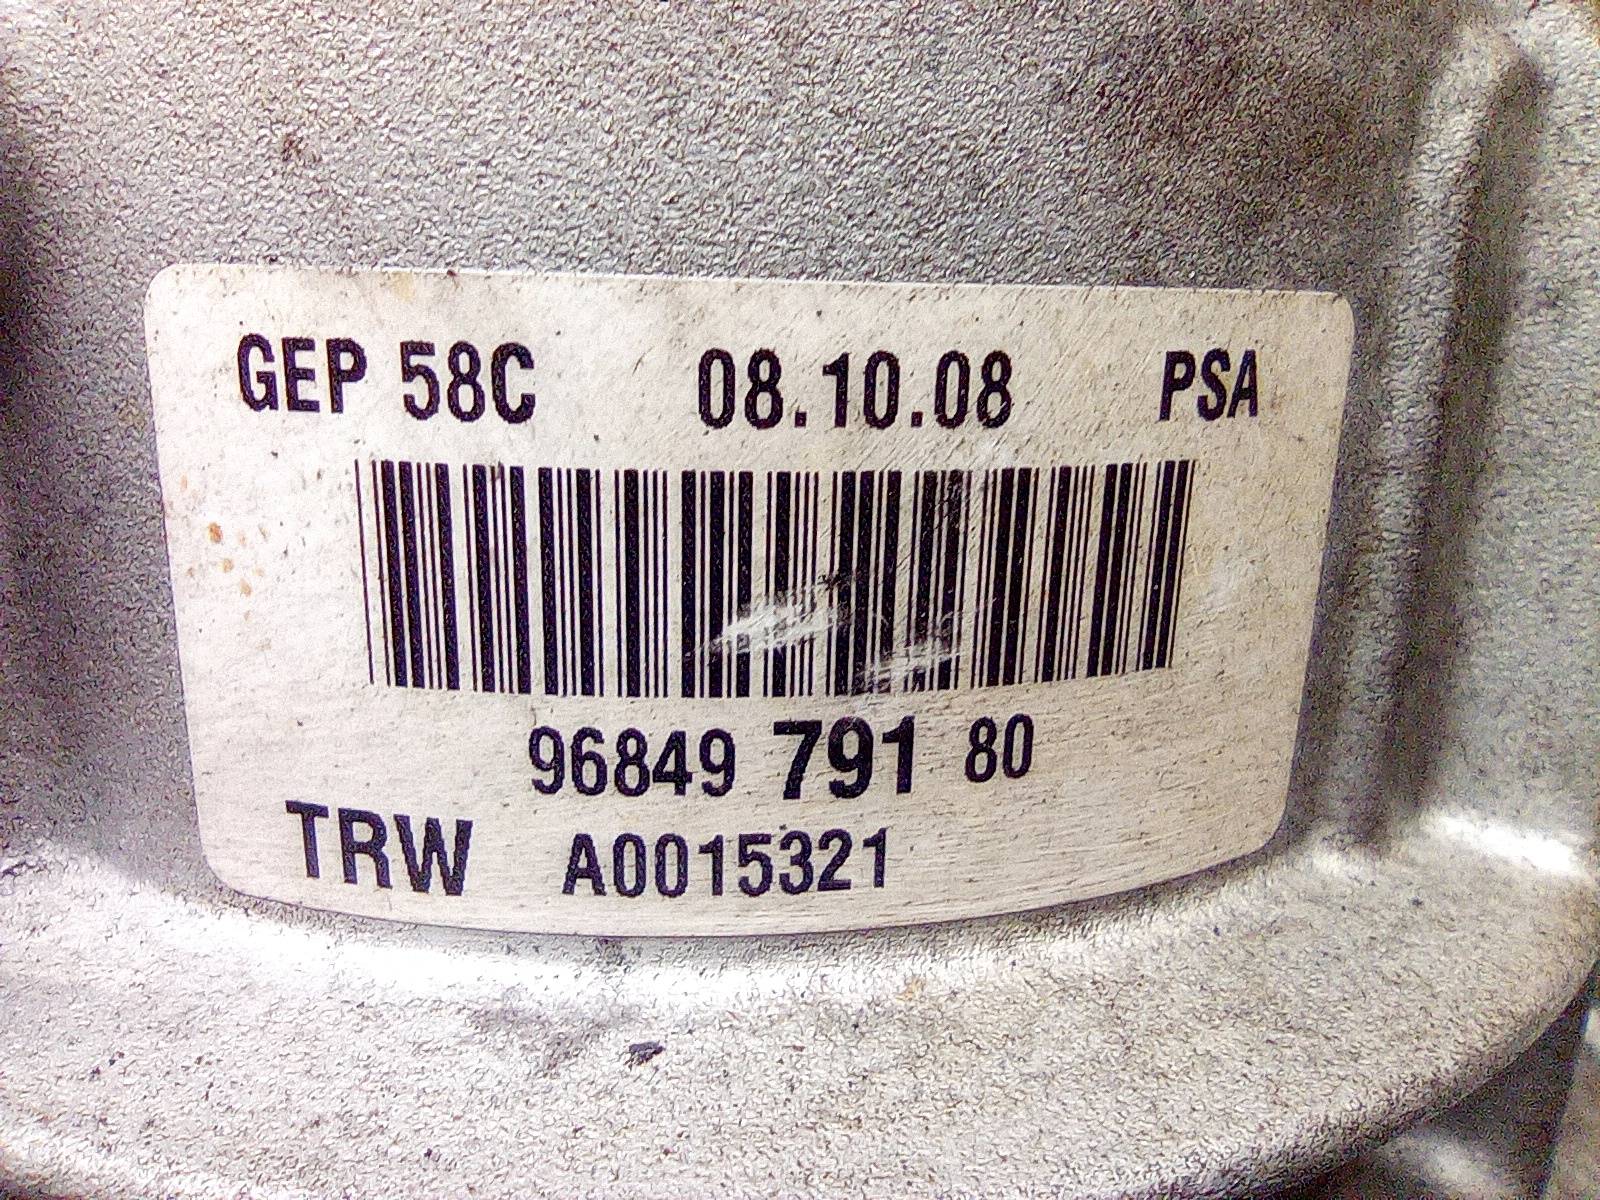 GEP 58C 08.10.08 PSA
96849 791 80
TRW A0015321